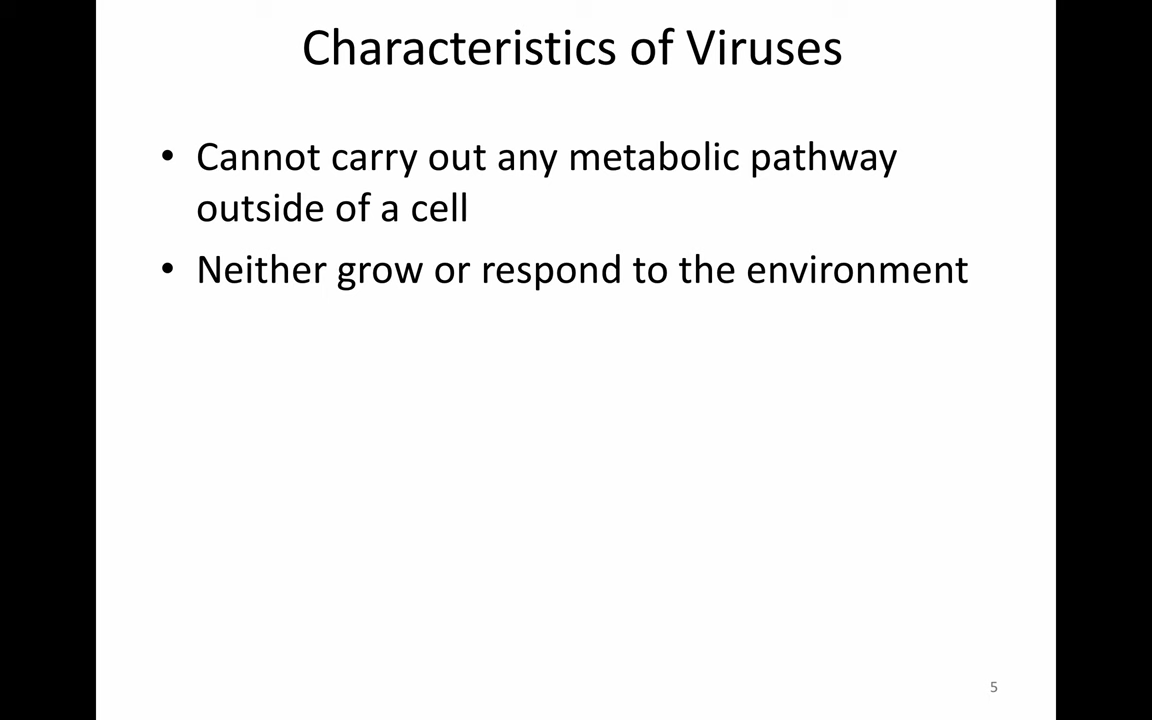 Characteristics of Viruses
• Cannot carry out any metabolic pathway
outside of a cell
• Neither grow or respond to the environment
5